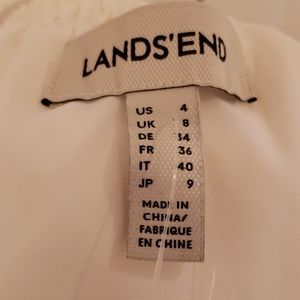 LANDS'END
US 4
UK 8
DE 34
FR 36
IT 40
JP 9
MADE IN
CHINA/
FABRIQUE
EN CHINE